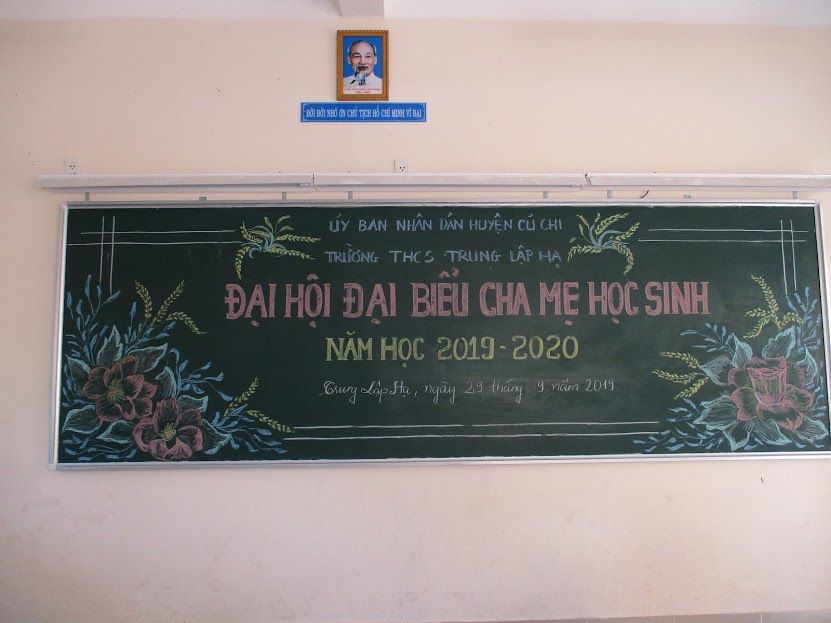 ĐỜI ĐỜI NHỚ ƠN CHỦ TỊCH HỒ CHÍ MINH VĨ ĐẠI
ỦY BAN NHÂN DÂN HUYỆN CỦ CHI
TRƯỜNG THCS TRUNG LẬP HẠ
ĐẠI HỘI ĐẠI BIỂU CHA MẸ HỌC SINH
NĂM HỌC 2019-2020
Trung Lập Hạ, ngày 29 tháng 9 năm 2019